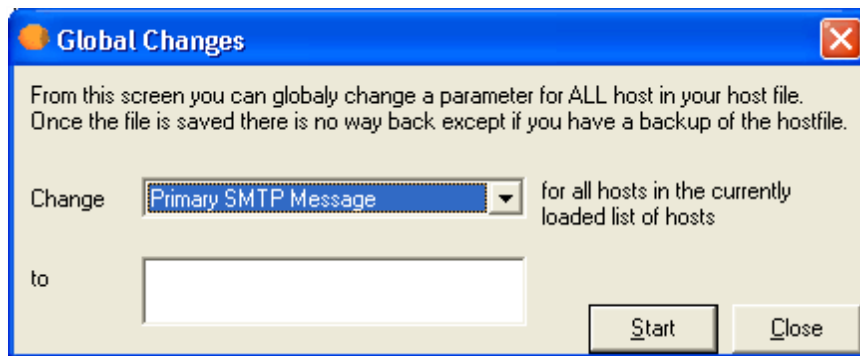 Global Changes
From this screen you can globaly change a parameter for ALL host in your host file.
Once the file is saved there is no way back except if you have a backup of the hostfile.
Change
Primary SMTP Message
for all hosts in the currently
loaded list of hosts
to
Start
Close